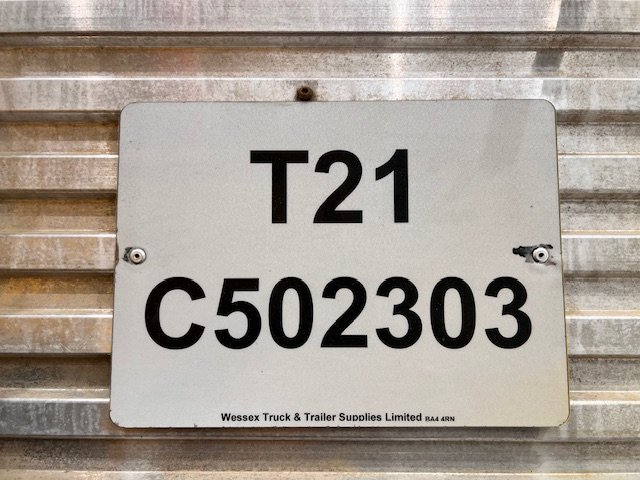 T21
C502303
Wessex Truck & Trailer Supplies Limited BA4 4RN